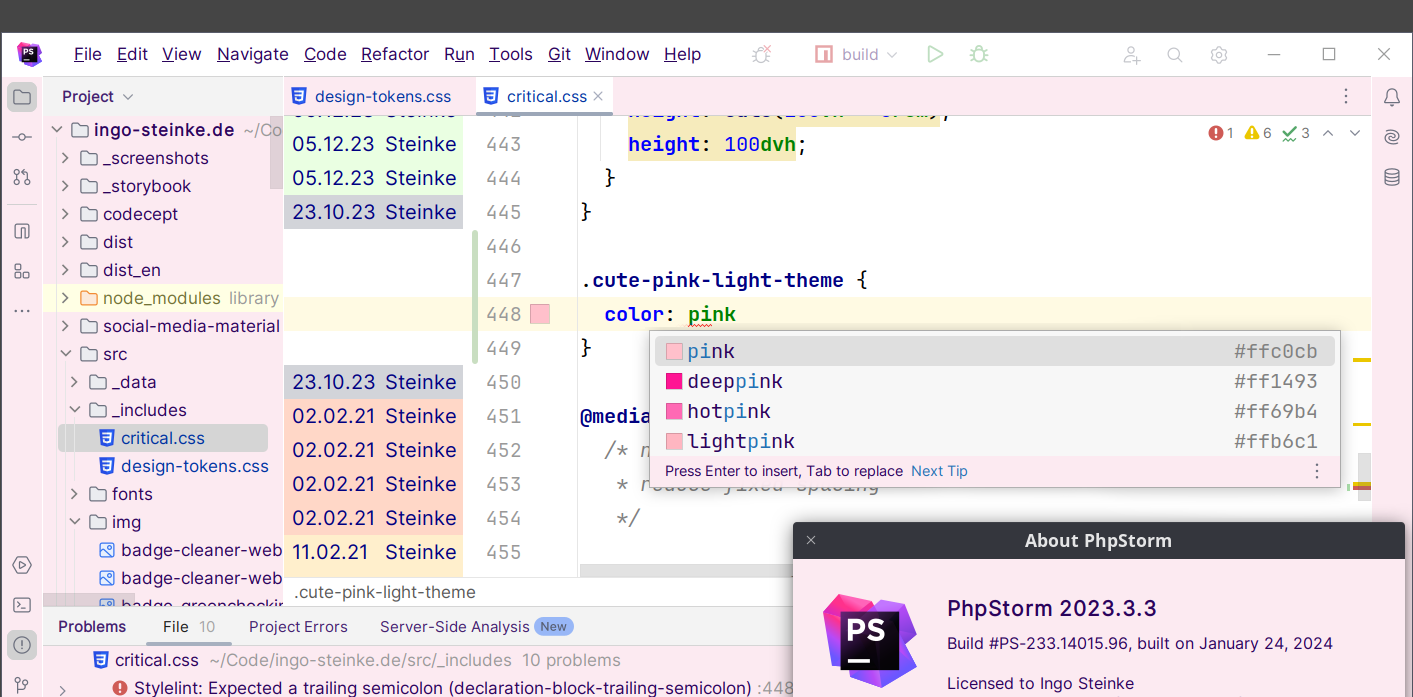 PS File Edit View Navigate Code Refactor Run Tools Git Window Help build
Project
design-tokens.css critical.css
ingo-steinke.de ~/Co
_screenshots
_storybook
codecept
dist
dist_en
node_modules library
social-media-material
src
_data
_includes
critical.css
design-tokens.css
fonts
img
badge-cleaner-web
badge-cleaner-web
1 6 3
05.12.23 Steinke 443 height: 100dvh;
05.12.23 Steinke 444 }
23.10.23 Steinke 445 }
446
447 .cute-pink-light-theme {
448 color: pink
449 }
23.10.23 Steinke 450
02.02.21 Steinke 451 @media
02.02.21 Steinke 452 /*
02.02.21 Steinke 453 * reduce fixed spacing
02.02.21 Steinke 454 */
11.02.21 Steinke 455
pink #ffc0cb
deeppink #ff1493
hotpink #ff69b4
lightpink #ffb6c1
Press Enter to insert, Tab to replace Next Tip
.cute-pink-light-theme
Problems File 10 Project Errors Server-Side Analysis New
critical.css ~/Code/ingo-steinke.de/src/_includes 10 problems
Stylelint: Expected a trailing semicolon (declaration-block-trailing-semicolon) :448
About PhpStorm
PS
PhpStorm 2023.3.3
Build #PS-233.14015.96, built on January 24, 2024
Licensed to Ingo Steinke